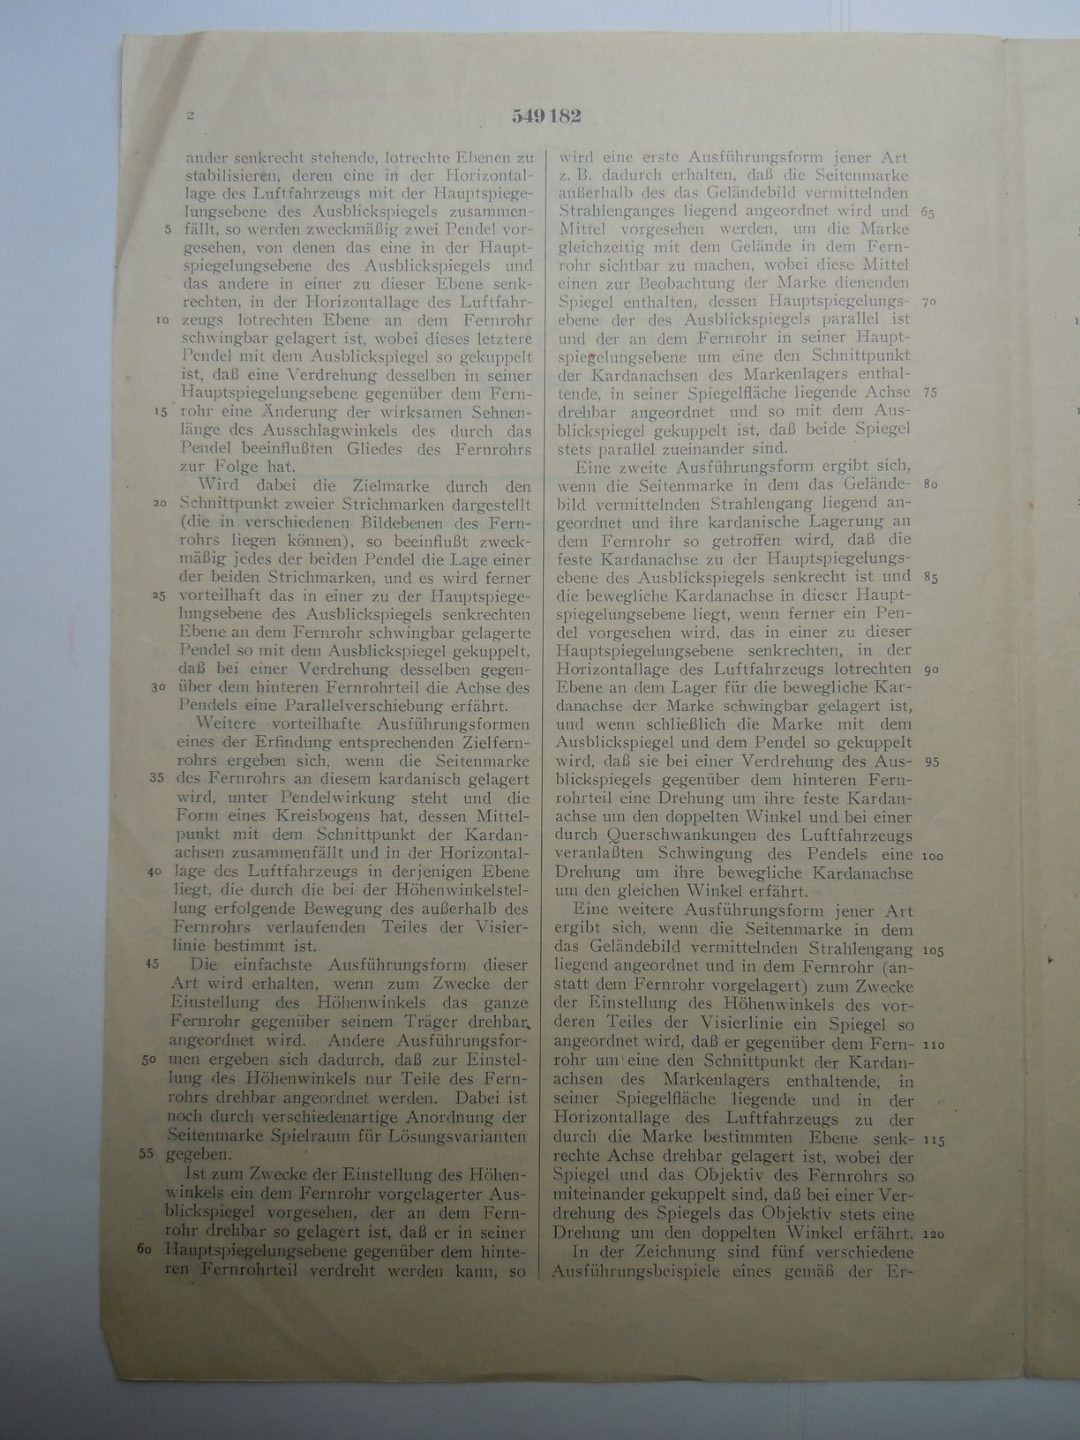 2
549182
ander senkrecht stehende, lotrechte Ebenen zu
stabilisieren, deren eine in der Horizontal-
lage des Luftfahrzeugs mit der Hauptspiege-
lungsebene des Ausblickspiegels zusammen-
5 fällt, so werden zweckmäßig zwei Pendel vor-
gesehen, von denen das eine in der Haupt-
spiegelungsebene des Ausblickspiegels und
das andere in einer zu dieser Ebene senk-
rechten, in der Horizontallage des Luftfahr-
10 zeugs lotrechten Ebene an dem Fernrohr
schwingbar gelagert ist, wobei dieses letztere
Pendel mit dem Ausblickspiegel so gekuppelt
ist, daß eine Verdrehung desselben in seiner
Hauptspiegelungsebene gegenüber dem Fern-
15 rohr eine Änderung der wirksamen Sehnen-
länge des Ausschlagwinkels des durch das
Pendel beeinflußten Gliedes des Fernrohrs
zur Folge hat.
Wird dabei die Zielmarke durch den
20 Schnittpunkt zweier Strichmarken dargestellt
(die in verschiedenen Bildebenen des Fern-
rohrs liegen können), so beeinflußt zweck-
mäßig jedes der beiden Pendel die Lage einer
der beiden Strichmarken, und es wird ferner
25 vorteilhaft das in einer zu der Hauptspiege-
lungsebene des Ausblickspiegels senkrechten
Ebene an dem Fernrohr schwingbar gelagerte
Pendel so mit dem Ausblickspiegel gekuppelt,
daß bei einer Verdrehung desselben gegen-
30 über dem hinteren Fernrohrteil die Achse des
Pendels eine Parallelverschiebung erfährt.
Weitere vorteilhafte Ausführungsformen
eines der Erfindung entsprechenden Zielfern-
rohrs ergeben sich, wenn die Seitenmarke
35 des Fernrohrs an diesem kardanisch gelagert
wird, unter Pendelwirkung steht und die
Form eines Kreisbogens hat, dessen Mittel-
punkt mit dem Schnittpunkt der Kardan-
achsen zusammenfällt und in der Horizontal-
40 lage des Luftfahrzeugs in derjenigen Ebene
liegt, die durch die bei der Höhenwinkelstel-
lung erfolgende Bewegung des außerhalb des
Fernrohrs verlaufenden Teiles der Visier-
linie bestimmt ist.
45 Die einfachste Ausführungsform dieser
Art wird erhalten, wenn zum Zwecke der
Einstellung des Höhenwinkels das ganze
Fernrohr gegenüber seinem Träger drehbar
angeordnet wird. Andere Ausführungsfor-
50 men ergeben sich dadurch, daß zur Einstel-
lung des Höhenwinkels nur Teile des Fern-
rohrs drehbar angeordnet werden. Dabei ist
noch durch verschiedenartige Anordnung der
Seitenmarke Spielraum für Lösungsvarianten
55 gegeben.
Ist zum Zwecke der Einstellung des Höhen-
winkels ein dem Fernrohr vorgelagerter Aus-
blickspiegel vorgesehen, der an dem Fern-
rohr drehbar so gelagert ist, daß er in seiner
60 Hauptspiegelungsebene gegenüber dem hinte-
ren Fernrohrteil verdreht werden kann, so
wird eine erste Ausführungsform jener Art
z. B. dadurch erhalten, daß die Seitenmarke
außerhalb des das Geländebild vermittelnden
Strahlenganges liegend angeordnet wird und 65
Mittel vorgesehen werden, um die Marke
gleichzeitig mit dem Gelände in dem Fern-
rohr sichtbar zu machen, wobei diese Mittel
einen zur Beobachtung der Marke dienenden
Spiegel enthalten, dessen Hauptspiegelungs- 70
ebene der des Ausblickspiegels parallel ist
und der an dem Fernrohr in seiner Haupt-
spiegelungsebene um eine den Schnittpunkt
der Kardanachsen des Markenlagers enthal-
tende, in seiner Spiegelfläche liegende Achse 75
drehbar angeordnet und so mit dem Aus-
blickspiegel gekuppelt ist, daß beide Spiegel
stets parallel zueinander sind.
Eine zweite Ausführungsform ergibt sich,
wenn die Seitenmarke in dem das Gelände- 80
bild vermittelnden Strahlengang liegend an-
geordnet und ihre kardanische Lagerung an
dem Fernrohr so getroffen wird, daß die
feste Kardanachse zu der Hauptspiegelungs-
ebene des Ausblickspiegels senkrecht ist und 85
die bewegliche Kardanachse in dieser Haupt-
spiegelungsebene liegt, wenn ferner ein Pen-
del vorgesehen wird, das in einer zu dieser
Hauptspiegelungsebene senkrechten, in der
Horizontallage des Luftfahrzeugs lotrechten 90
Ebene an dem Lager für die bewegliche Kar-
danachse der Marke schwingbar gelagert ist,
und wenn schließlich die Marke mit dem
Ausblickspiegel und dem Pendel so gekuppelt
wird, daß sie bei einer Verdrehung des Aus- 95
blickspiegels gegenüber dem hinteren Fern-
rohrteil eine Drehung um ihre feste Kardan-
achse um den doppelten Winkel und bei einer
durch Querschwankungen des Luftfahrzeugs
veranlaßten Schwingung des Pendels eine 100
Drehung um ihre bewegliche Kardanachse
um den gleichen Winkel erfährt.
Eine weitere Ausführungsform jener Art
ergibt sich, wenn die Seitenmarke in dem
das Geländebild vermittelnden Strahlengang 105
liegend angeordnet und in dem Fernrohr (an-
statt dem Fernrohr vorgelagert) zum Zwecke
der Einstellung des Höhenwinkels des vor-
deren Teiles der Visierlinie ein Spiegel so
angeordnet wird, daß er gegenüber dem Fern- 110
rohr um eine den Schnittpunkt der Kardan-
achsen des Markenlagers enthaltende, in
seiner Spiegelfläche liegende und in der
Horizontallage des Luftfahrzeugs zu der
durch die Marke bestimmten Ebene senk- 115
rechte Achse drehbar gelagert ist, wobei der
Spiegel und das Objektiv des Fernrohrs so
miteinander gekuppelt sind, daß bei einer Ver-
drehung des Spiegels das Objektiv stets eine
Drehung um den doppelten Winkel erfährt. 120
In der Zeichnung sind fünf verschiedene
Ausführungsbeispiele eines gemäß der Er-